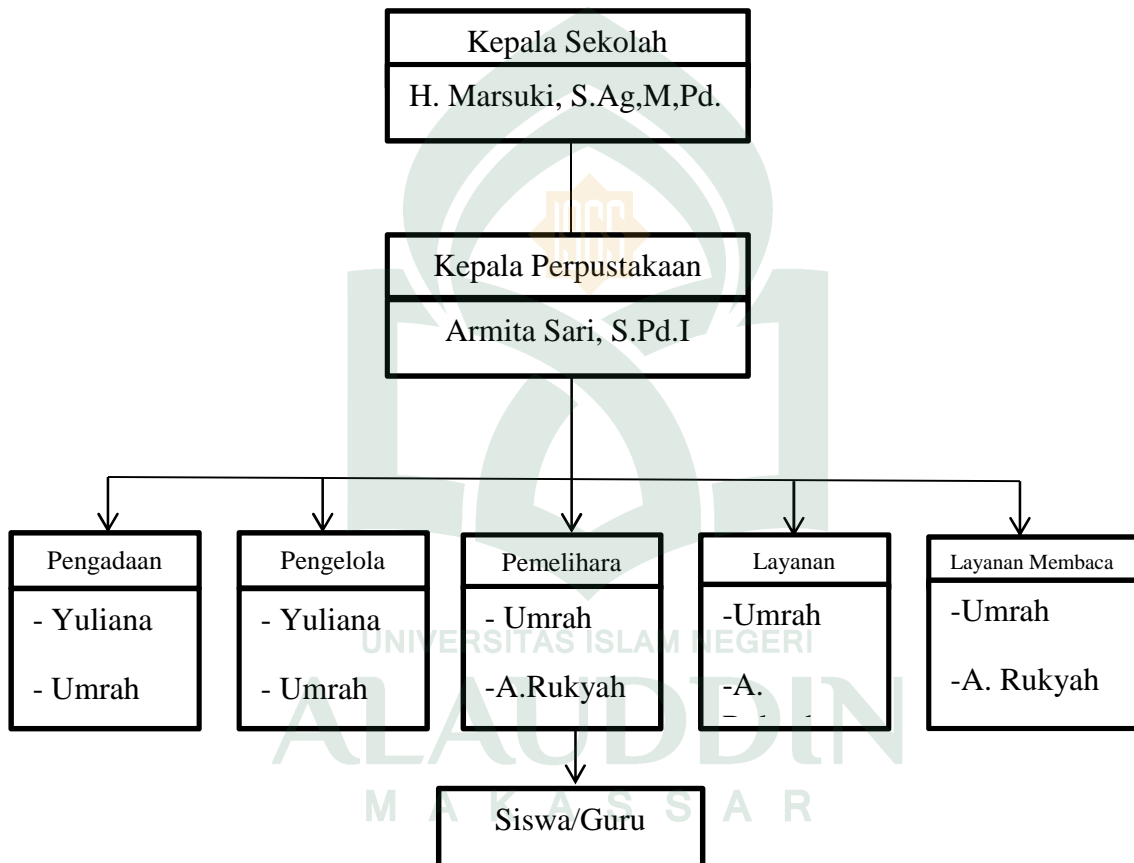 Kepala Sekolah
H. Marsuki, S.Ag,M,Pd.
Kepala Perpustakaan
Armita Sari, S.Pd.I
Pengadaan
- Yuliana
- Umrah
Pengelola
- Yuliana
- Umrah
Pemelihara
- Umrah
-A.Rukyah
Layanan
-Umrah
-A.
Layanan Membaca
-Umrah
-A. Rukyah
Siswa/Guru
UNIVERSITAS ISLAM NEGERI
ALAUDDIN
MAKASSAR